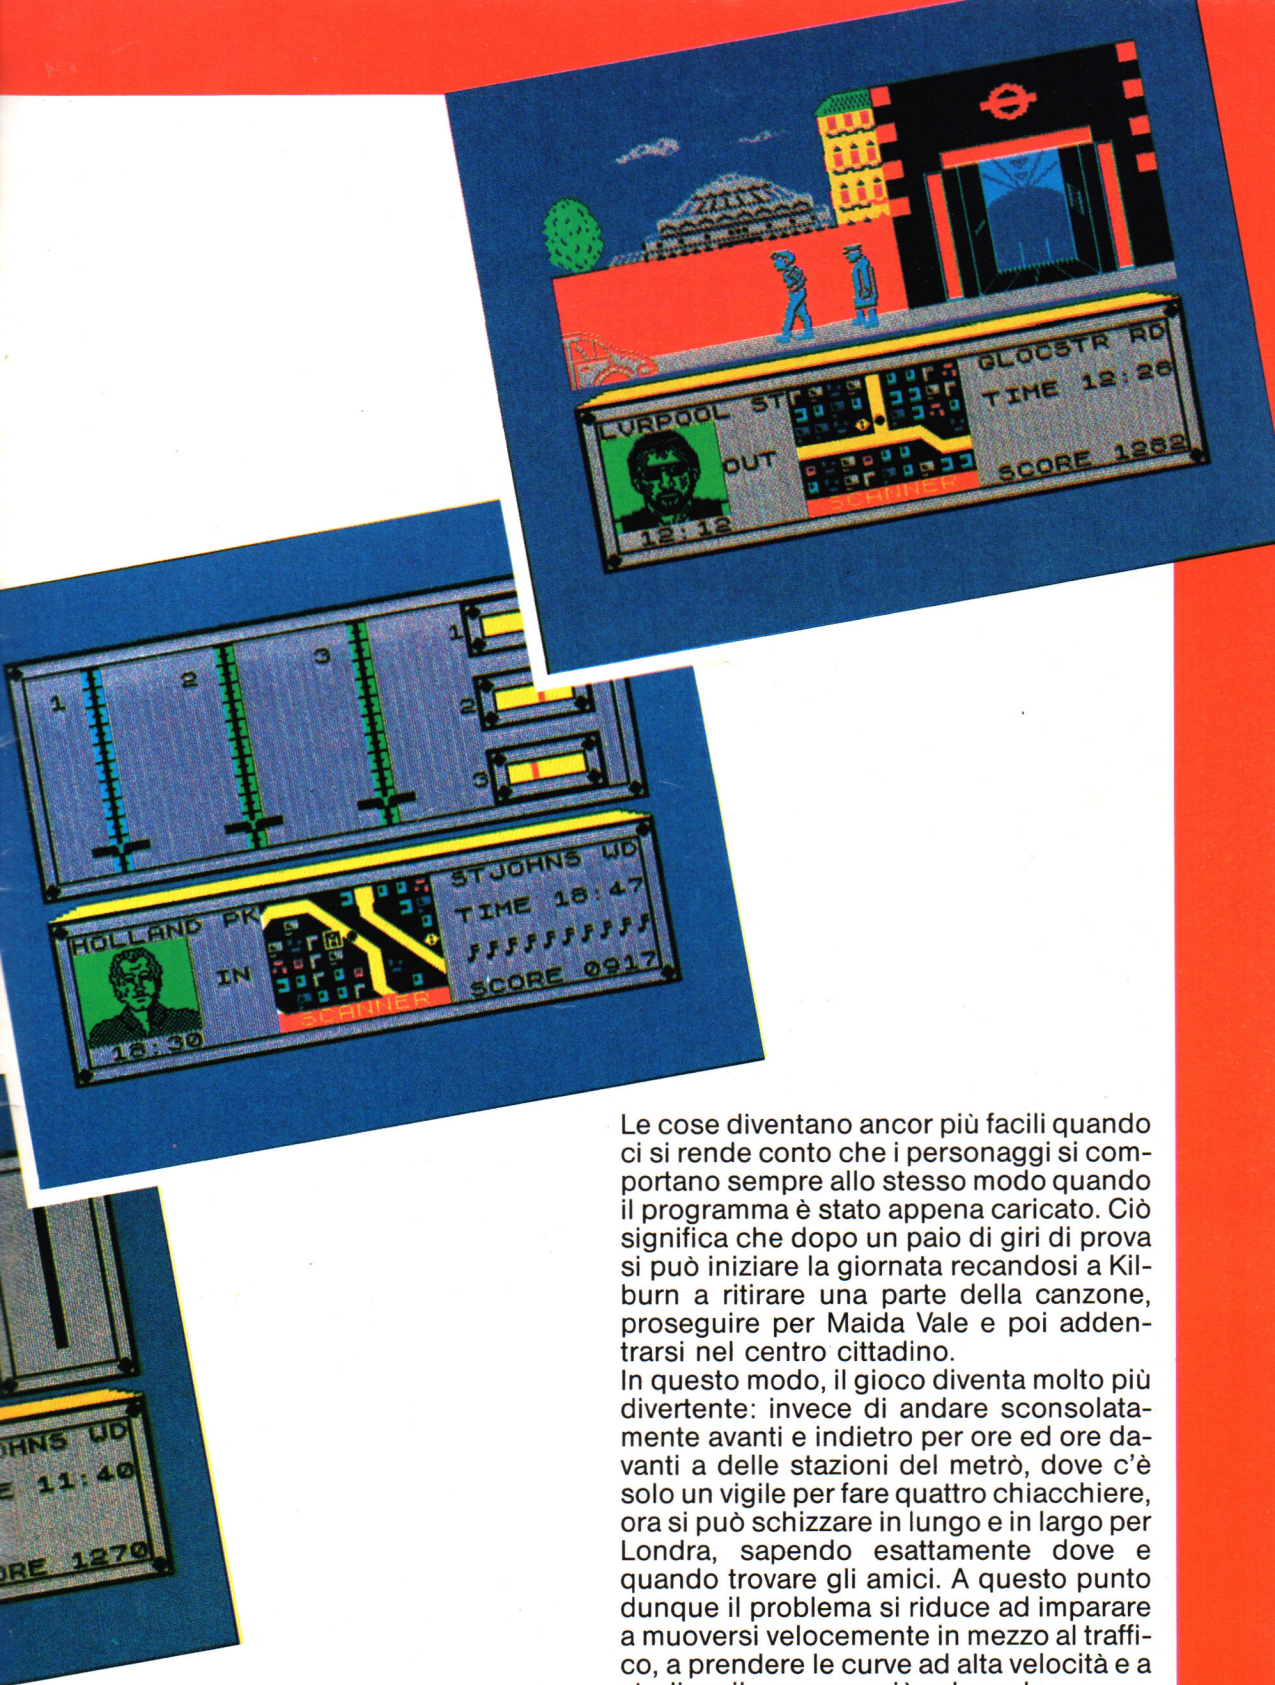 GLOCSTR RD
LVRPOOL ST
TIME 12:26
OUT
SCORE 1282
SCANNER
12:12
1
2
3
1
2
3
STJOHNS WD
HOLLAND PK
TIME 18:47
IN
SCORE 0917
SCANNER
18:30
OHNS WD
E 11:40
ORE 1270
Le cose diventano ancor più facili quando
ci si rende conto che i personaggi si com-
portano sempre allo stesso modo quando
il programma è stato appena caricato. Ciò
significa che dopo un paio di giri di prova
si può iniziare la giornata recandosi a Kil-
burn a ritirare una parte della canzone,
proseguire per Maida Vale e poi adden-
trarsi nel centro cittadino.
In questo modo, il gioco diventa molto più
divertente: invece di andare sconsolata-
mente avanti e indietro per ore ed ore da-
vanti a delle stazioni del metrò, dove c'è
solo un vigile per fare quattro chiacchiere,
ora si può schizzare in lungo e in largo per
Londra, sapendo esattamente dove e
quando trovare gli amici. A questo punto
dunque il problema si riduce ad imparare
a muoversi velocemente in mezzo al traffi-
co, a prendere le curve ad alta velocità e a